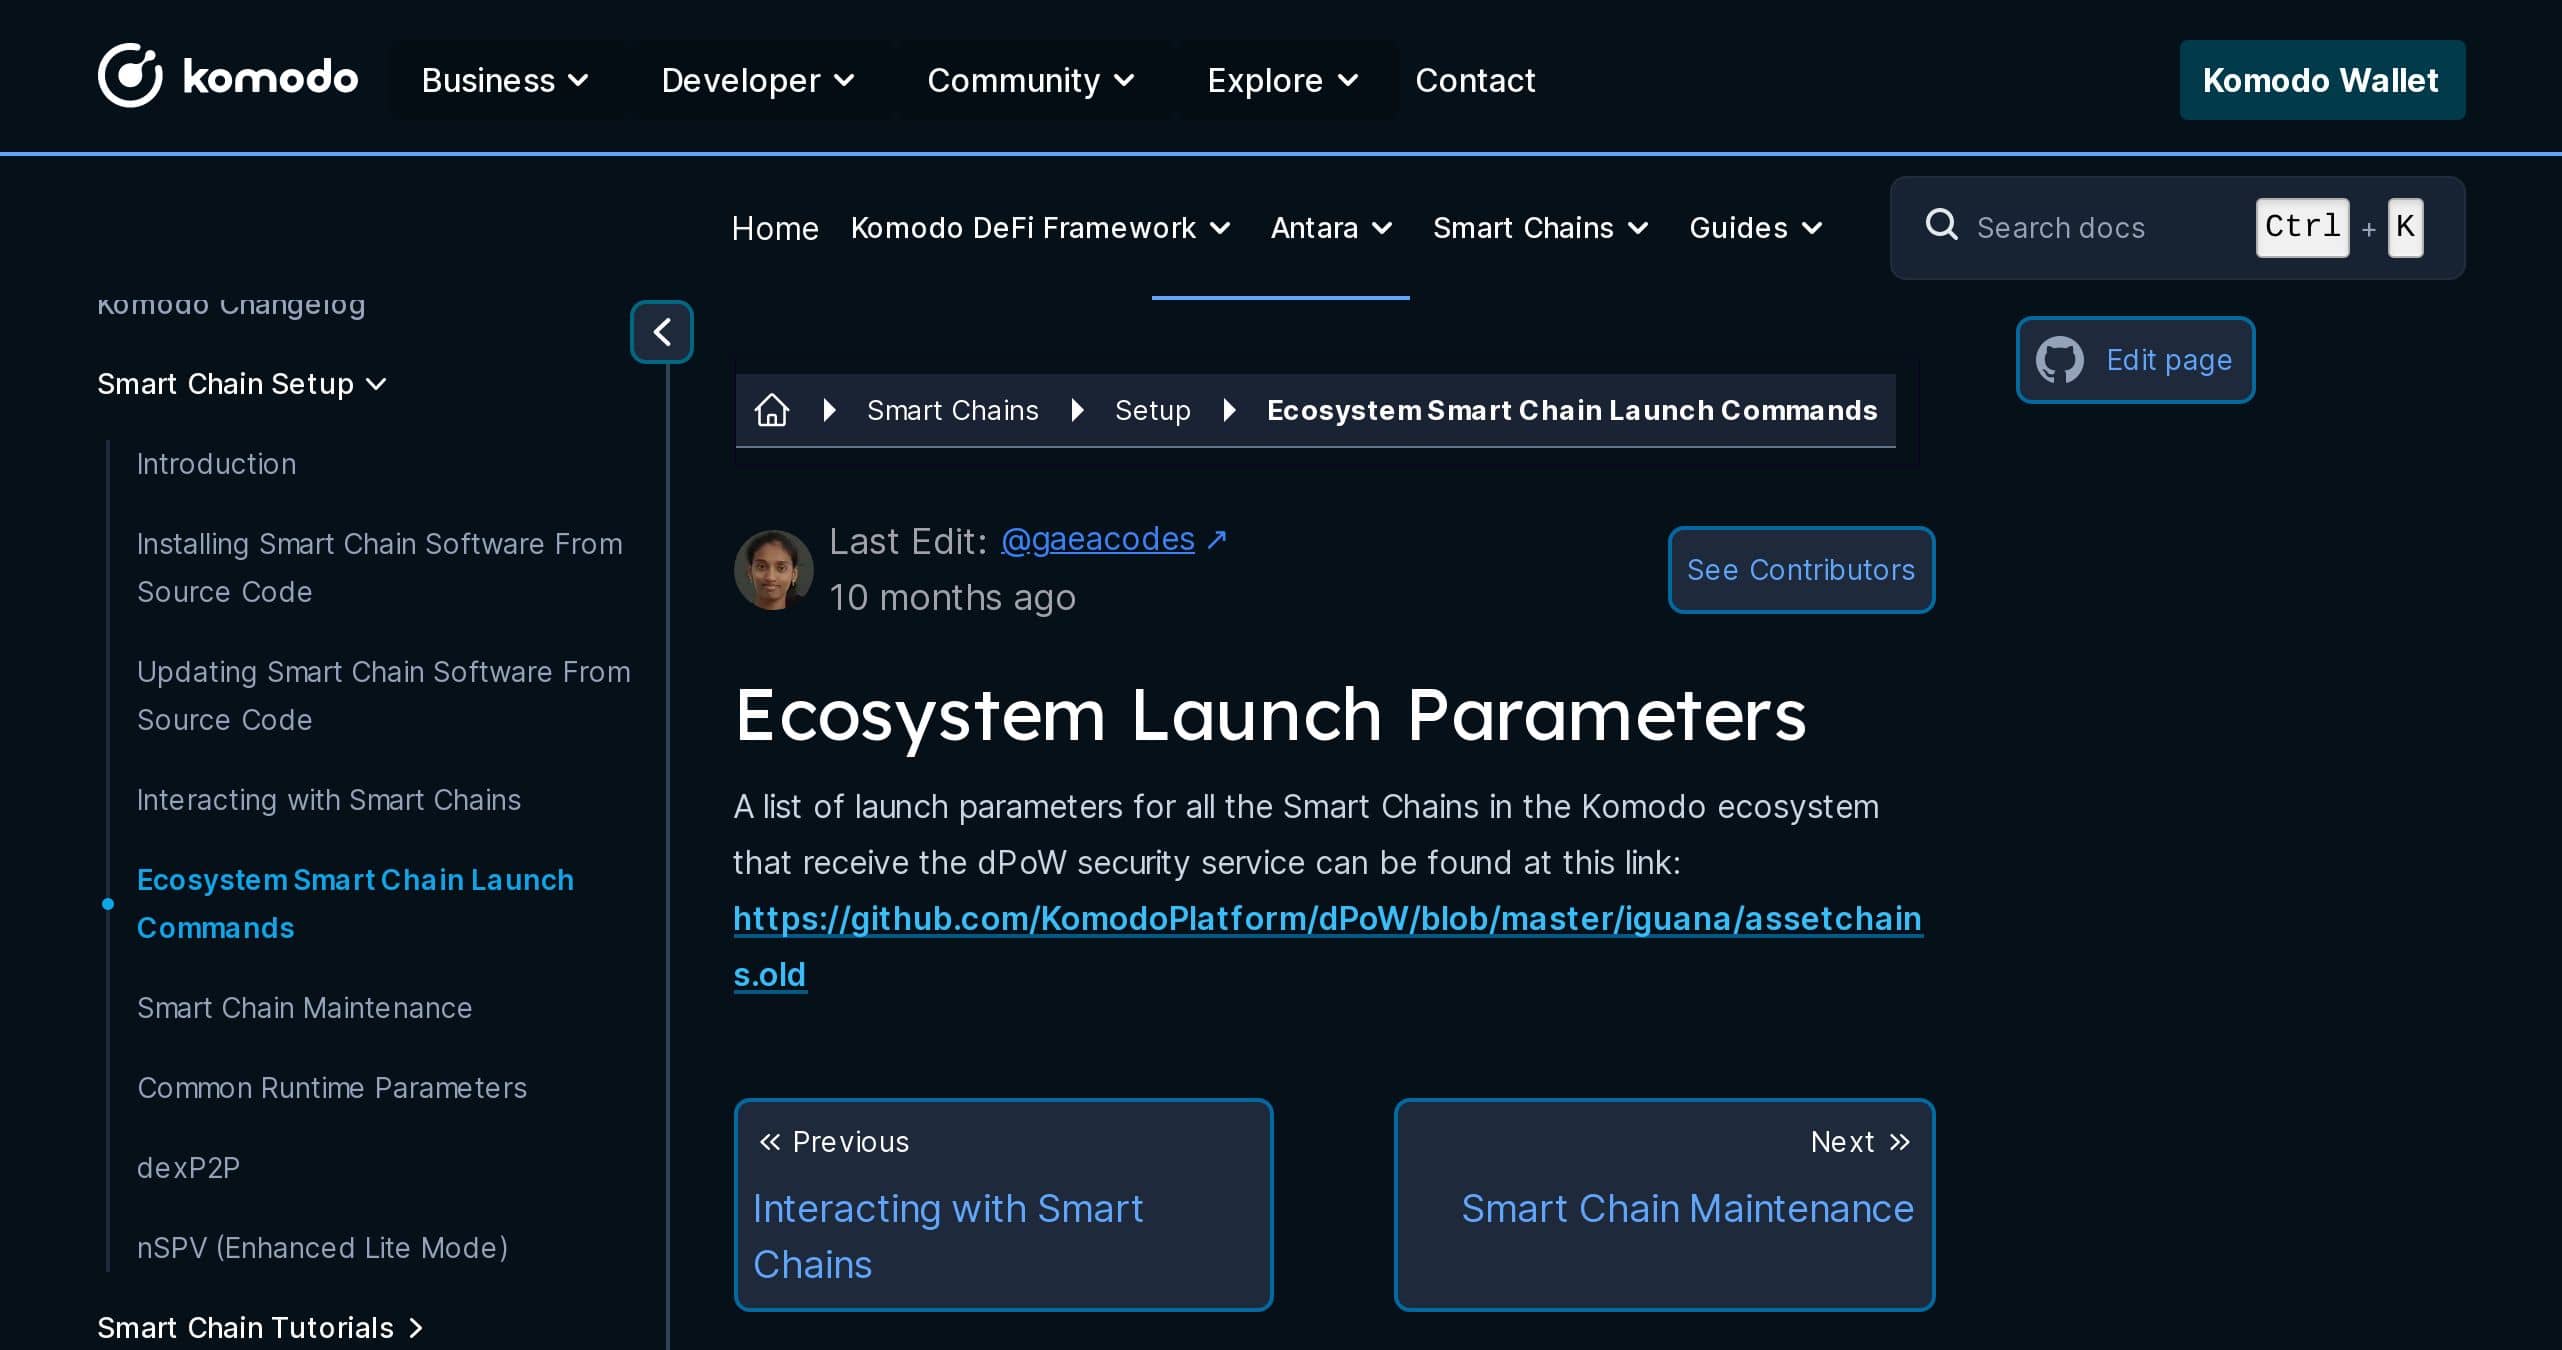 komodo
Business
Developer
Community
Explore
Contact
Komodo Wallet
Home
Komodo DeFi Framework
Antara
Smart Chains
Guides
Search docs
Ctrl + K
Komodo Changelog
Smart Chain Setup
Introduction
Installing Smart Chain Software From
Source Code
Updating Smart Chain Software From
Source Code
Interacting with Smart Chains
Ecosystem Smart Chain Launch
Commands
Smart Chain Maintenance
Common Runtime Parameters
dexP2P
nSPV (Enhanced Lite Mode)
Smart Chain Tutorials
Edit page
Smart Chains
Setup
Ecosystem Smart Chain Launch Commands
Last Edit: @gaeacodes ↗
10 months ago
See Contributors
Ecosystem Launch Parameters
A list of launch parameters for all the Smart Chains in the Komodo ecosystem
that receive the dPoW security service can be found at this link:
https://github.com/KomodoPlatform/dPoW/blob/master/iguana/assetchain
s.old
Previous
Interacting with Smart
Chains
Next
Smart Chain Maintenance